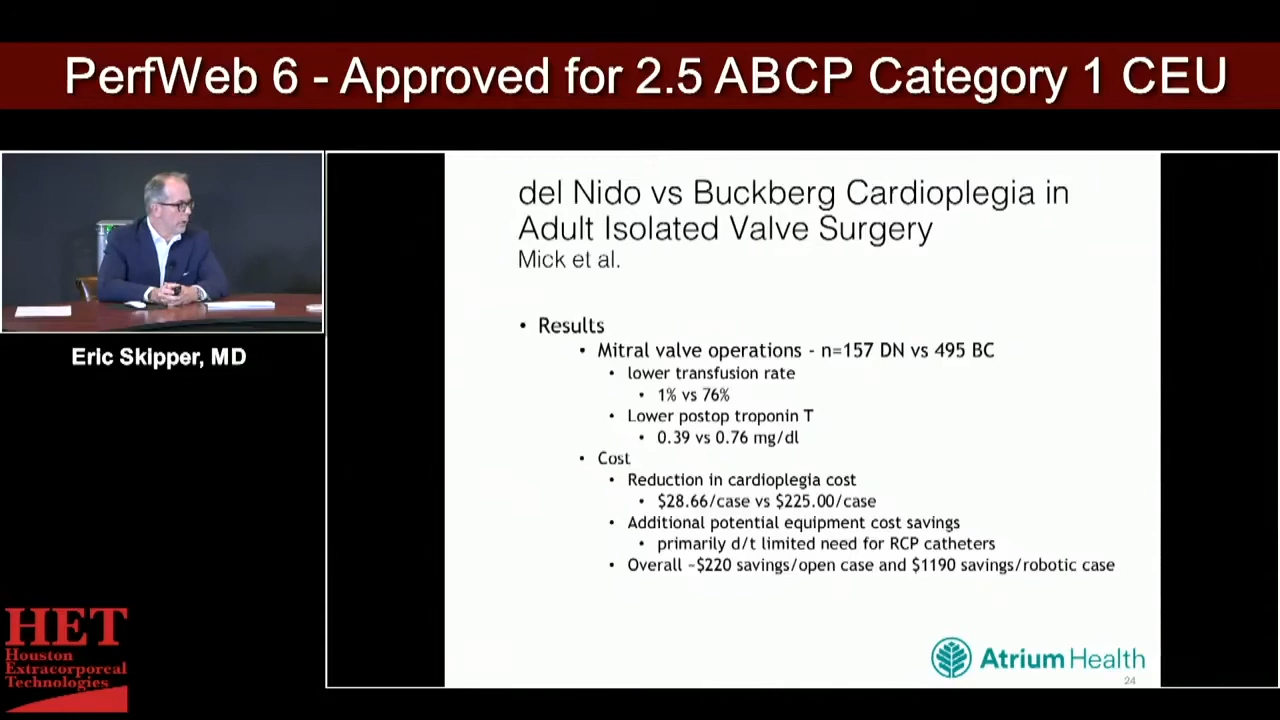 PerfWeb 6 - Approved for 2.5 ABCP Category 1 CEU
Eric Skipper, MD
HET
Houston
Extracorporeal
Technologies
del Nido vs Buckberg Cardioplegia in
Adult Isolated Valve Surgery
Mick et al.
• Results
• Mitral valve operations - n=157 DN vs 495 BC
• lower transfusion rate
• 1% vs 76%
• Lower postop troponin T
• 0.39 vs 0.76 mg/dl
• Cost
• Reduction in cardioplegia cost
• $28.66/case vs $225.00/case
• Additional potential equipment cost savings
• primarily d/t limited need for RCP catheters
• Overall ~$220 savings/open case and $1190 savings/robotic case
Atrium Health
24